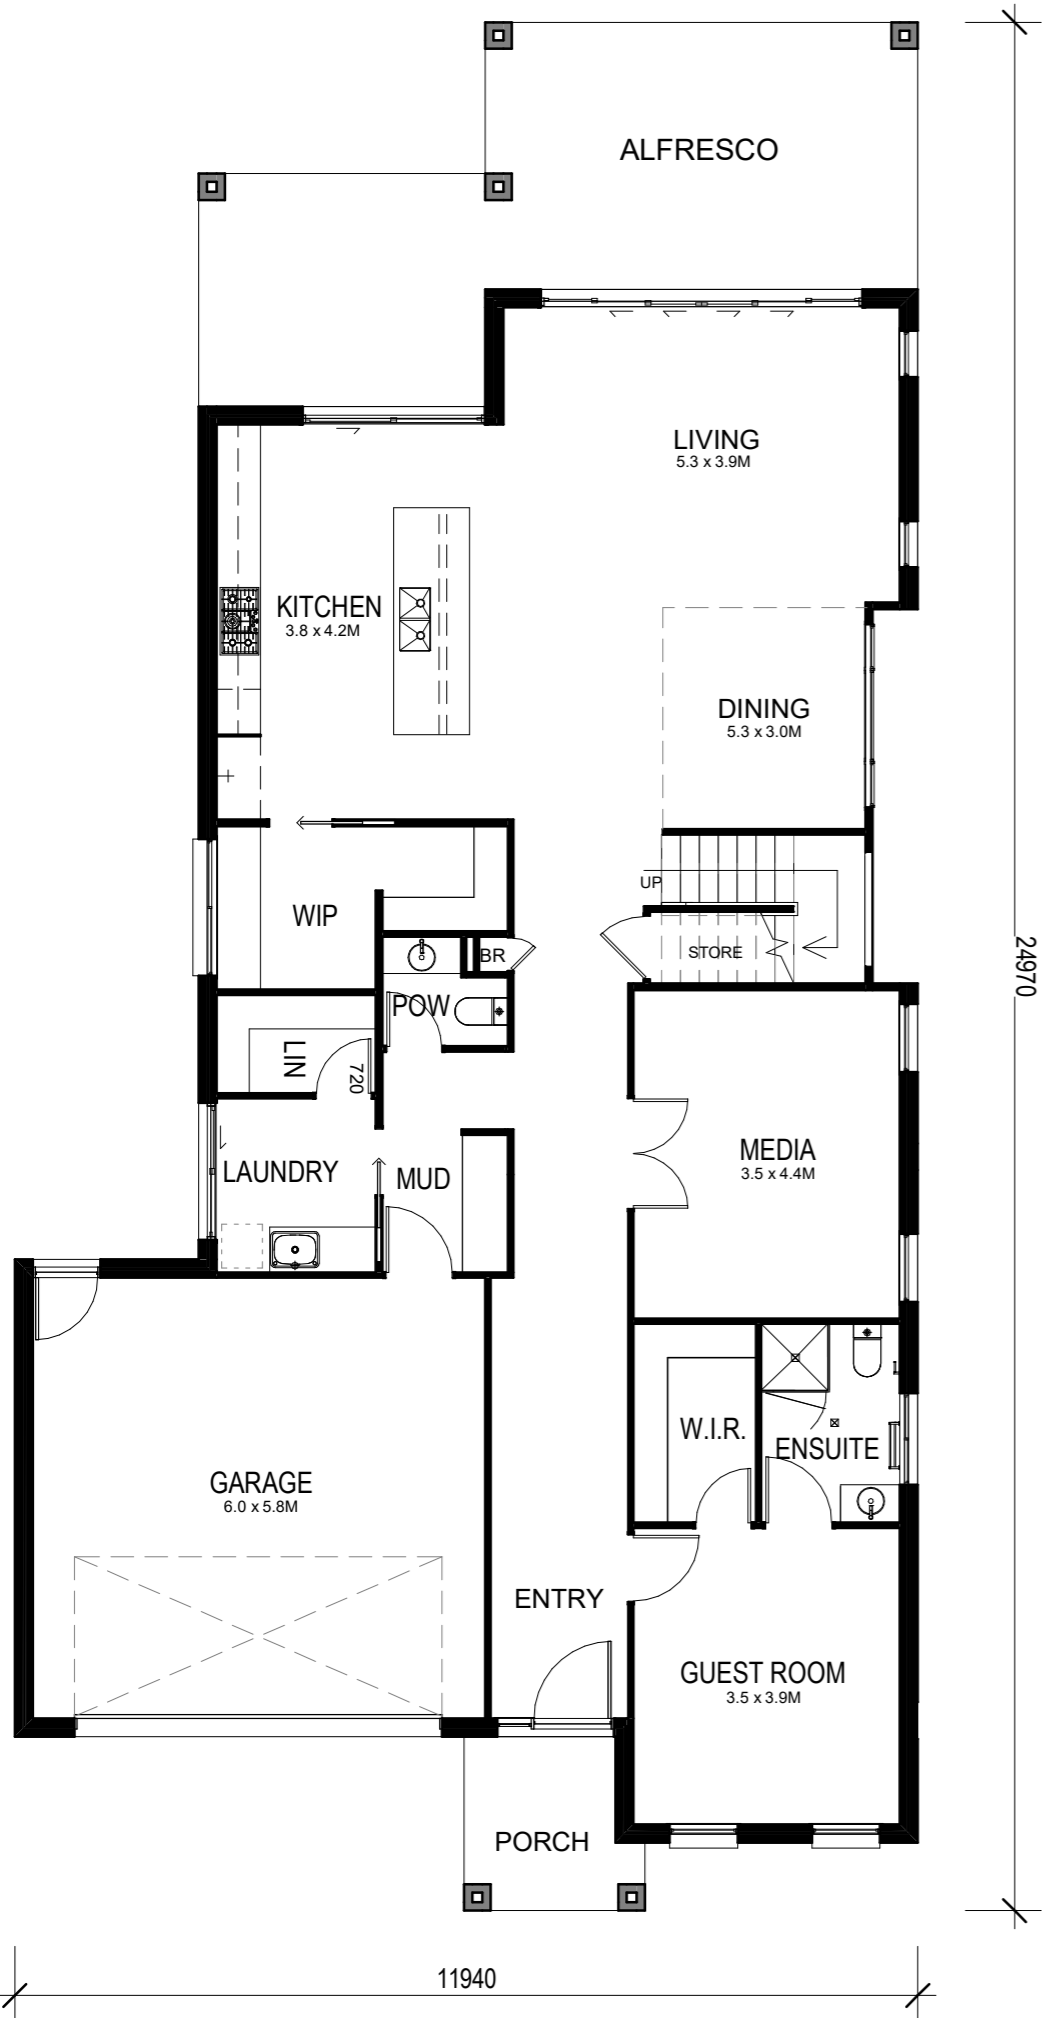 ALFRESCO
LIVING
5.3 x 3.9M
KITCHEN
3.8 x 4.2M
DINING
5.3 x 3.0M
UP
WIP
STORE
BR
POW
LIN
720
24970
LAUNDRY
MUD
MEDIA
3.5 x 4.4M
W.I.R.
ENSUITE
GARAGE
6.0 x 5.8M
ENTRY
GUEST ROOM
3.5 x 3.9M
PORCH
11940